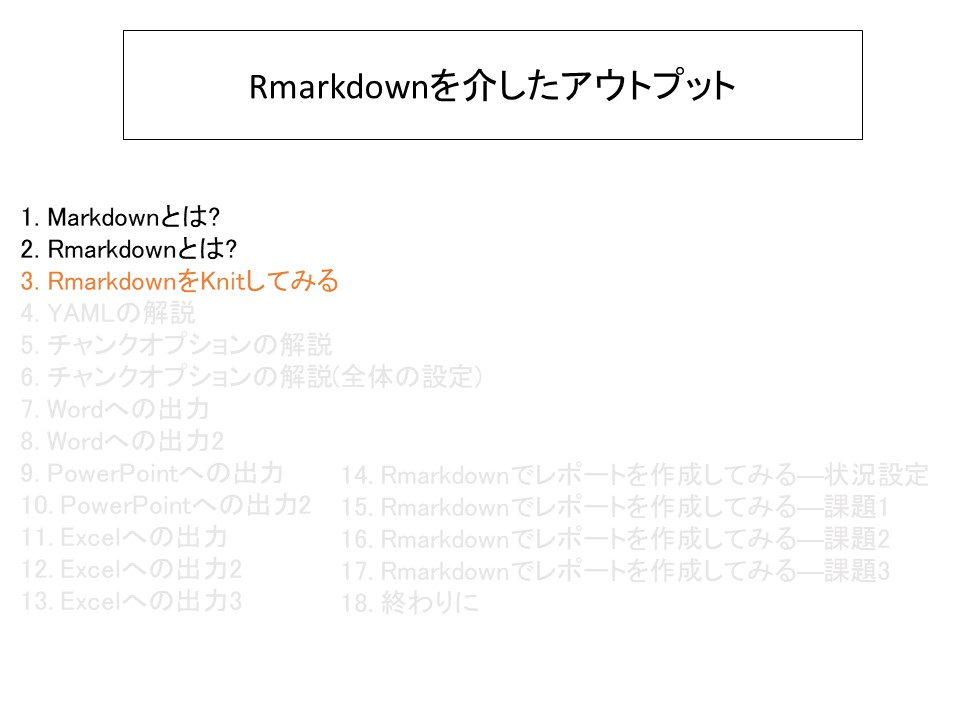 Rmarkdownを介したアウトプット
1. Markdownとは?
2. Rmarkdownとは?
3. RmarkdownをKnitしてみる
4. YAMLの解説
5. チャンクオプションの解説
6. チャンクオプションの解説(全体の設定)
7. Wordへの出力
8. Wordへの出力2
9. PowerPointへの出力
10. PowerPointへの出力2
11. Excelへの出力
12. Excelへの出力2
13. Excelへの出力3
14. Rmarkdownでレポートを作成してみる—状況設定
15. Rmarkdownでレポートを作成してみる—課題1
16. Rmarkdownでレポートを作成してみる—課題2
17. Rmarkdownでレポートを作成してみる—課題3
18. 終わりに